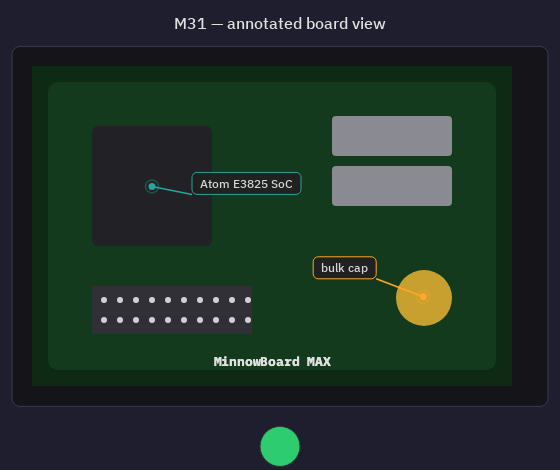 M31 — annotated board view
Atom E3825 SoC
bulk cap
MinnowBoard MAX